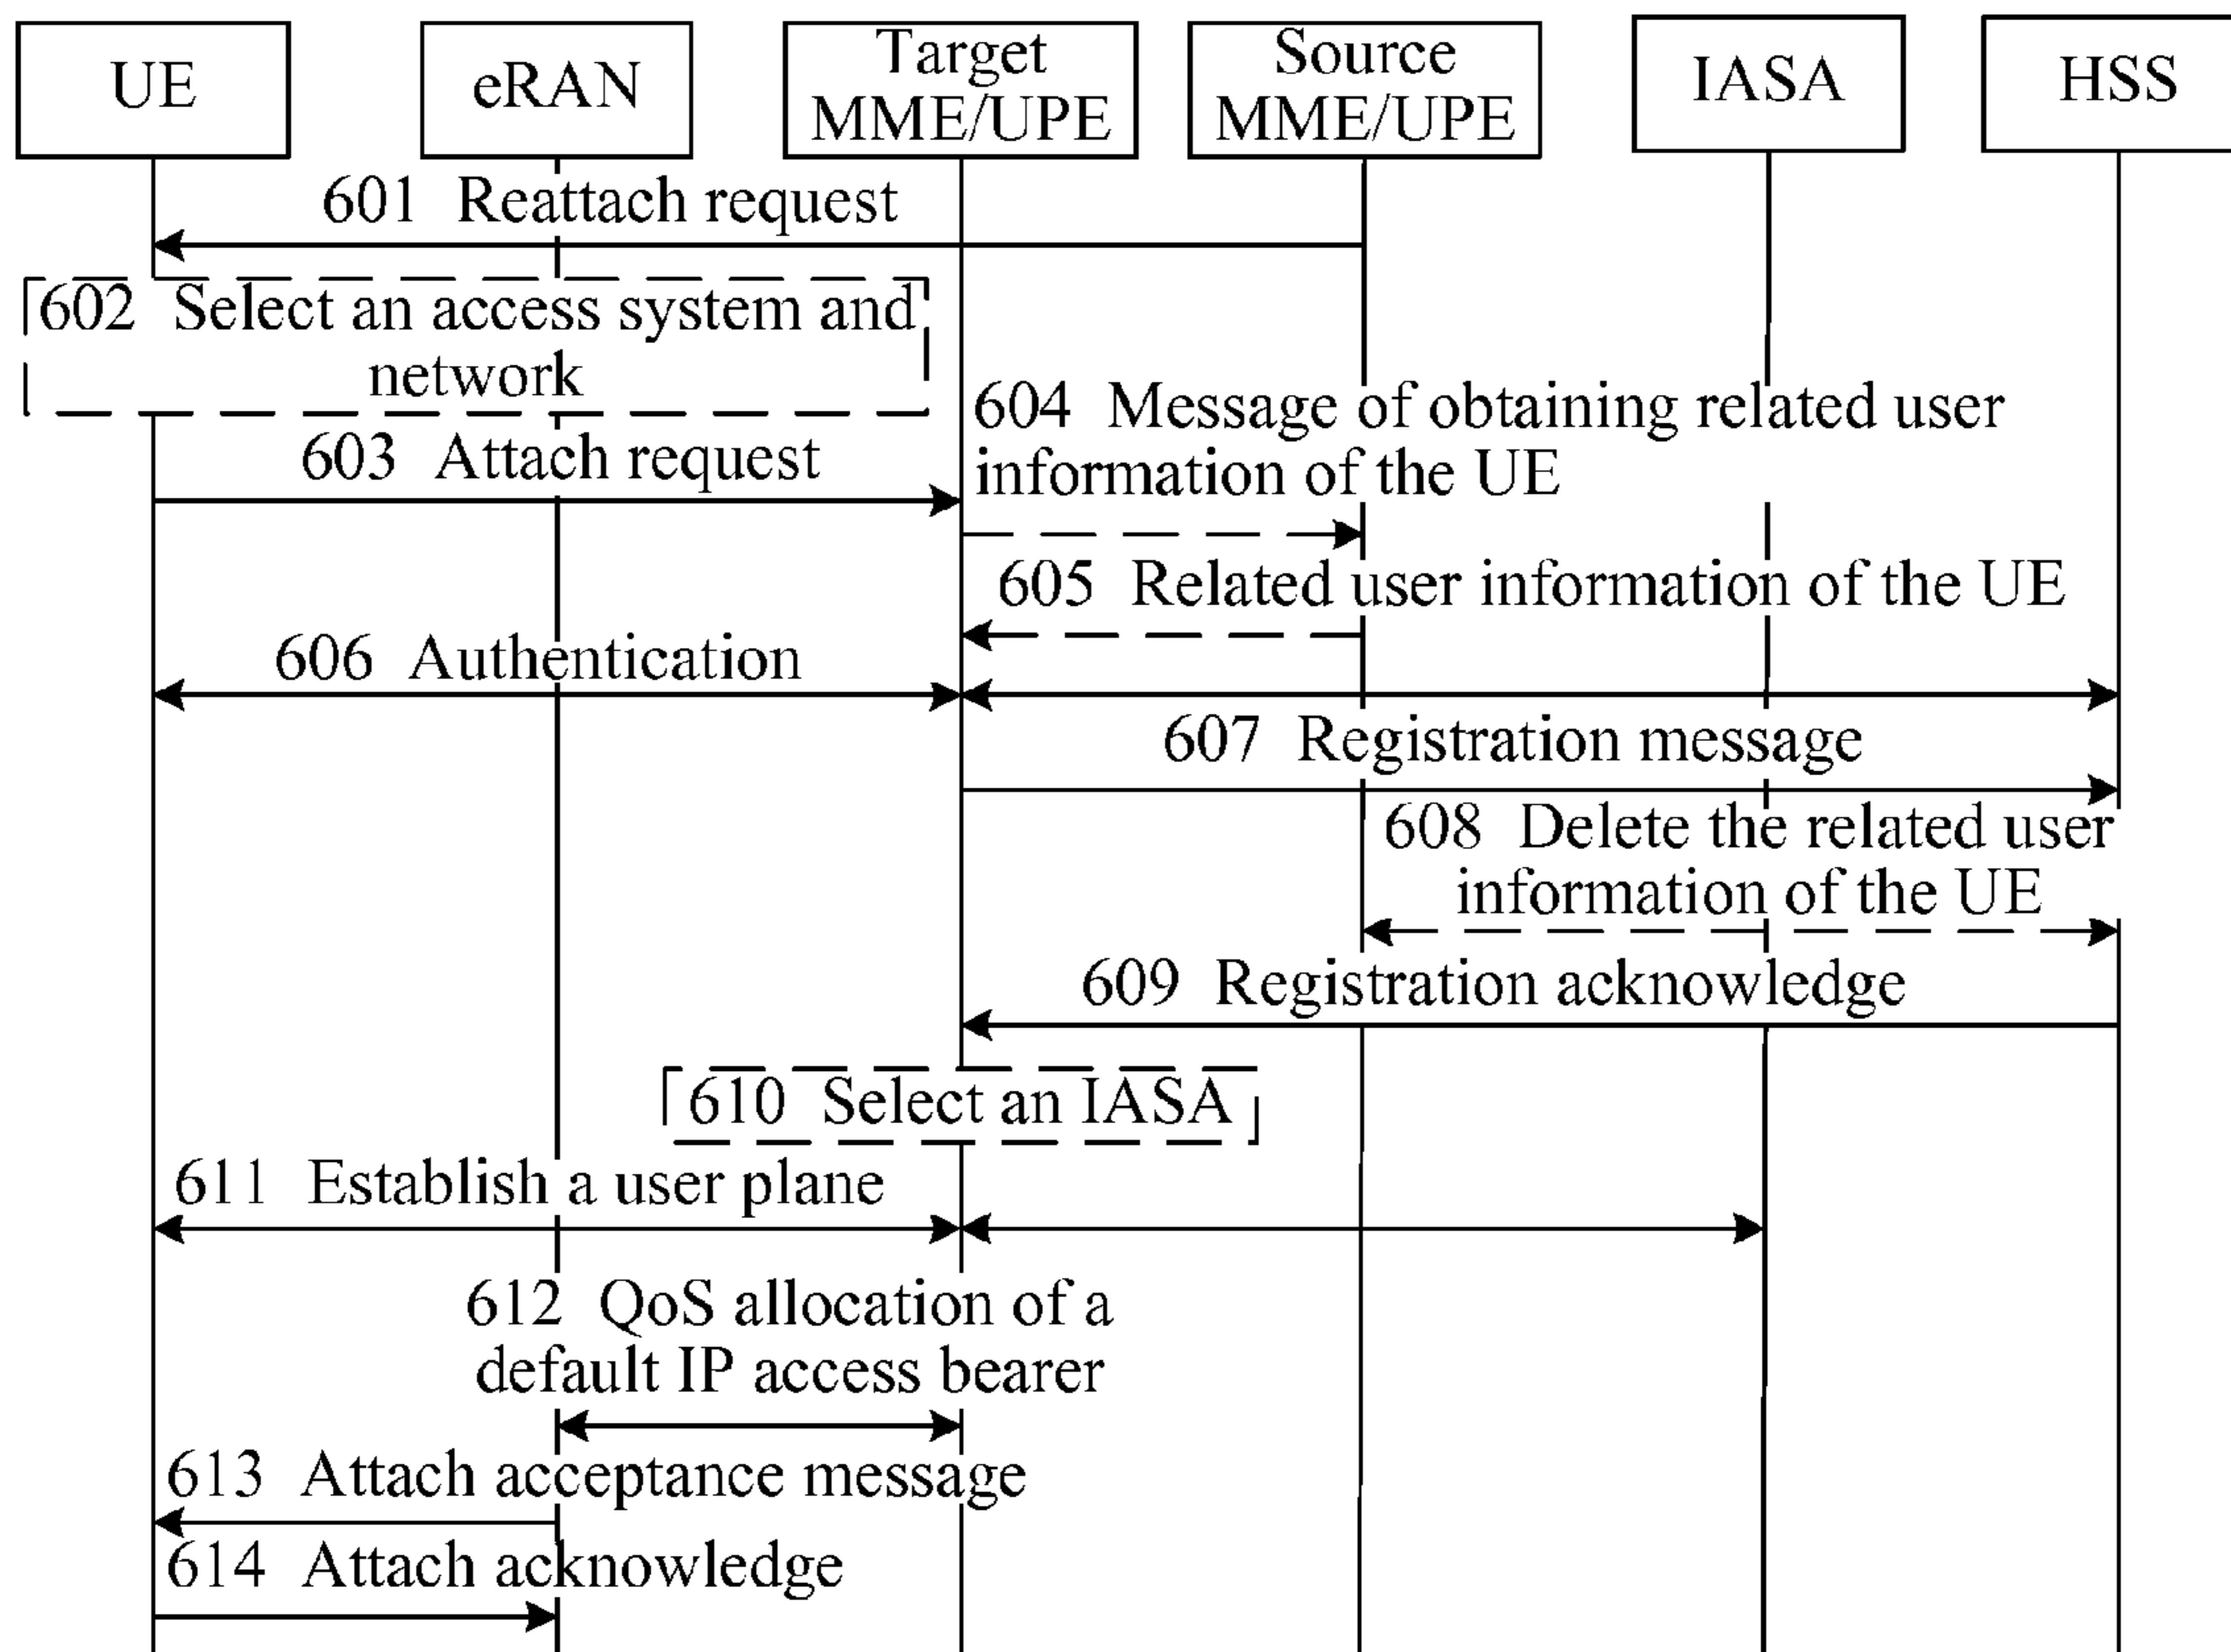 UE
eRAN
Target
MME/UPE
Source
MME/UPE
IASA
HSS
601 Reattach request
602 Select an access system and
network
603 Attach request
604 Message of obtaining related user
information of the UE
605 Related user information of the UE
606 Authentication
607 Registration message
608 Delete the related user
information of the UE
609 Registration acknowledge
610 Select an IASA
611 Establish a user plane
612 QoS allocation of a
default IP access bearer
613 Attach acceptance message
614 Attach acknowledge